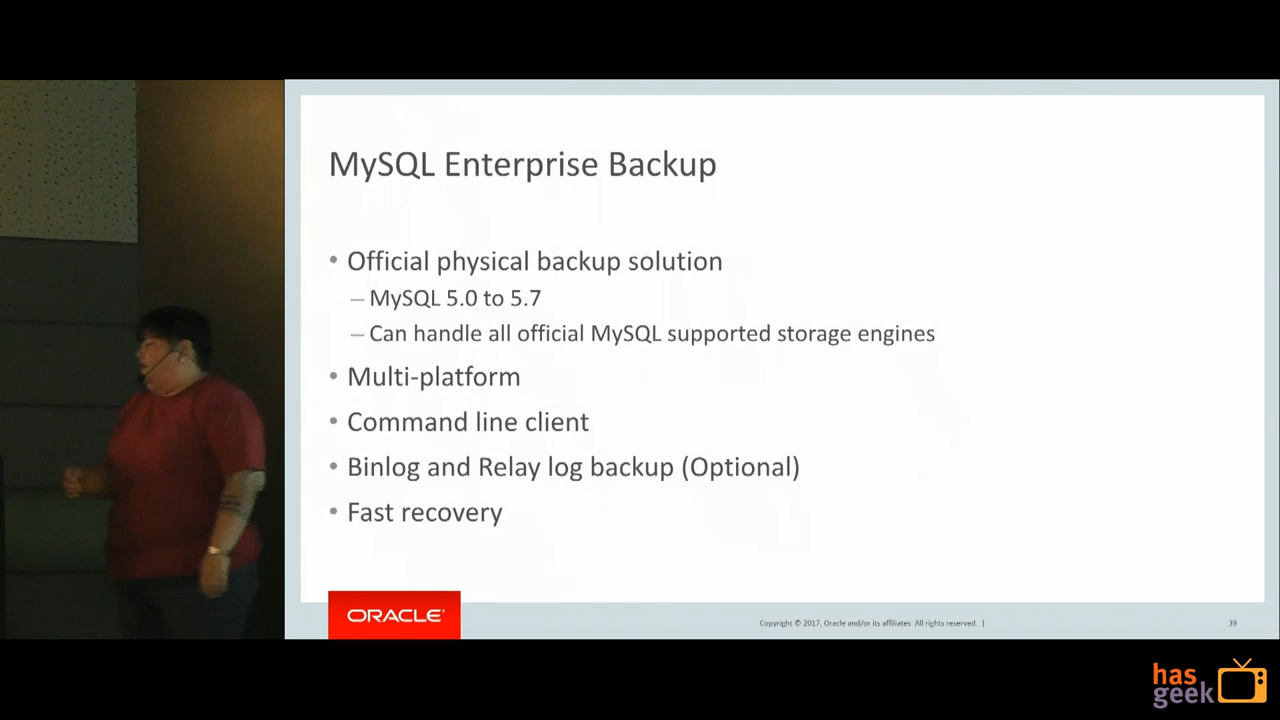 MySQL Enterprise Backup
• Official physical backup solution
– MySQL 5.0 to 5.7
– Can handle all official MySQL supported storage engines
• Multi-platform
• Command line client
• Binlog and Relay log backup (Optional)
• Fast recovery
ORACLE®
Copyright © 2017, Oracle and/or its affiliates. All rights reserved. |
39
has
geek